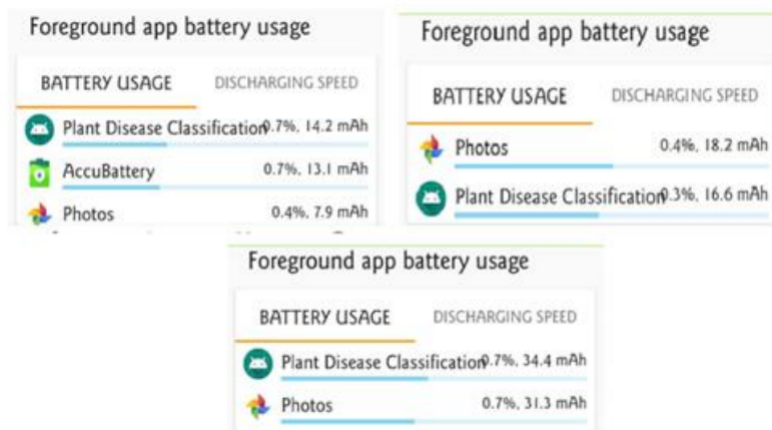 Foreground app battery usage
BATTERY USAGE DISCHARGING SPEED
Plant Disease Classification 0.7%, 14.2 mAh
AccuBattery 0.7%, 13.1 mAh
Photos 0.4%, 7.9 mAh
Foreground app battery usage
BATTERY USAGE DISCHARGING SPEED
Photos 0.4%, 18.2 mAh
Plant Disease Classification 0.3%, 16.6 mAh
Foreground app battery usage
BATTERY USAGE DISCHARGING SPEED
Plant Disease Classification 0.7%, 34.4 mAh
Photos 0.7%, 31.3 mAh